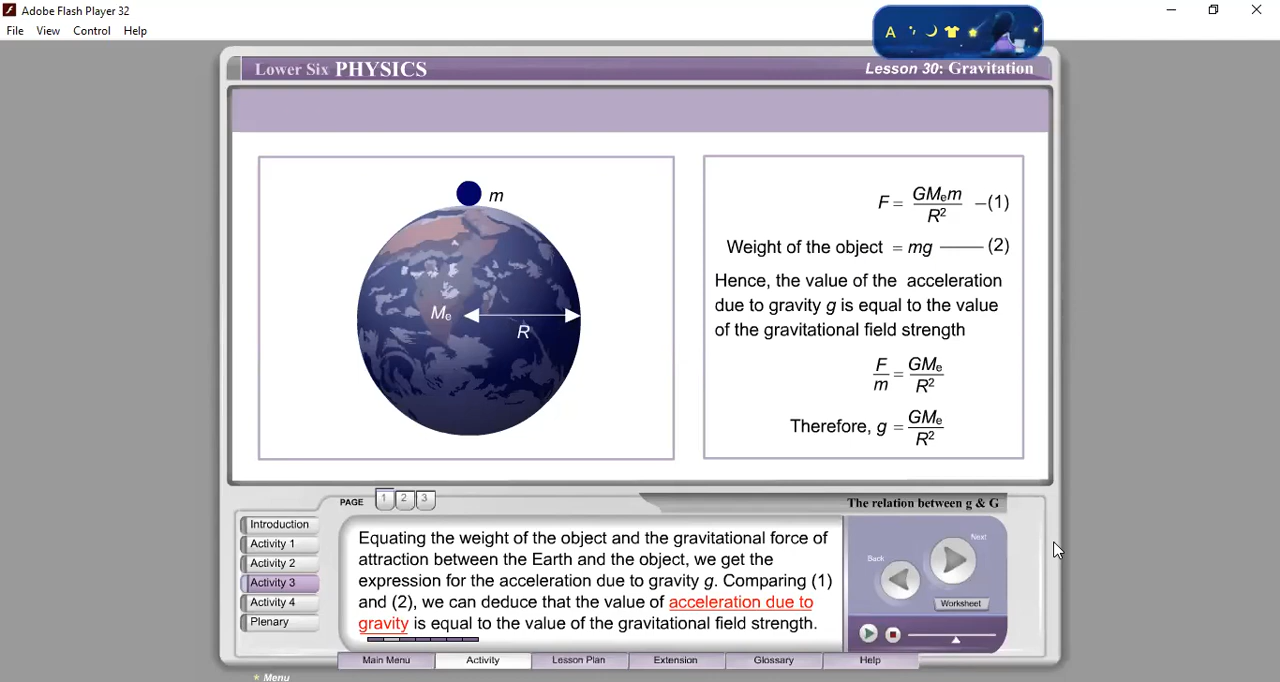 Adobe Flash Player 32
File View Control Help
A
Lower Six PHYSICS
Lesson 30: Gravitation
m
Me
R
F = GMem / R² –(1)
Weight of the object = mg —— (2)
Hence, the value of the acceleration
due to gravity g is equal to the value
of the gravitational field strength
F / m = GMe / R²
Therefore, g = GMe / R²
PAGE 1 2 3
The relation between g & G
Introduction
Activity 1
Activity 2
Activity 3
Activity 4
Plenary
Equating the weight of the object and the gravitational force of
attraction between the Earth and the object, we get the
expression for the acceleration due to gravity g. Comparing (1)
and (2), we can deduce that the value of acceleration due to
gravity is equal to the value of the gravitational field strength.
Next
Back
Worksheet
Main Menu Activity Lesson Plan Extension Glossary Help
Menu